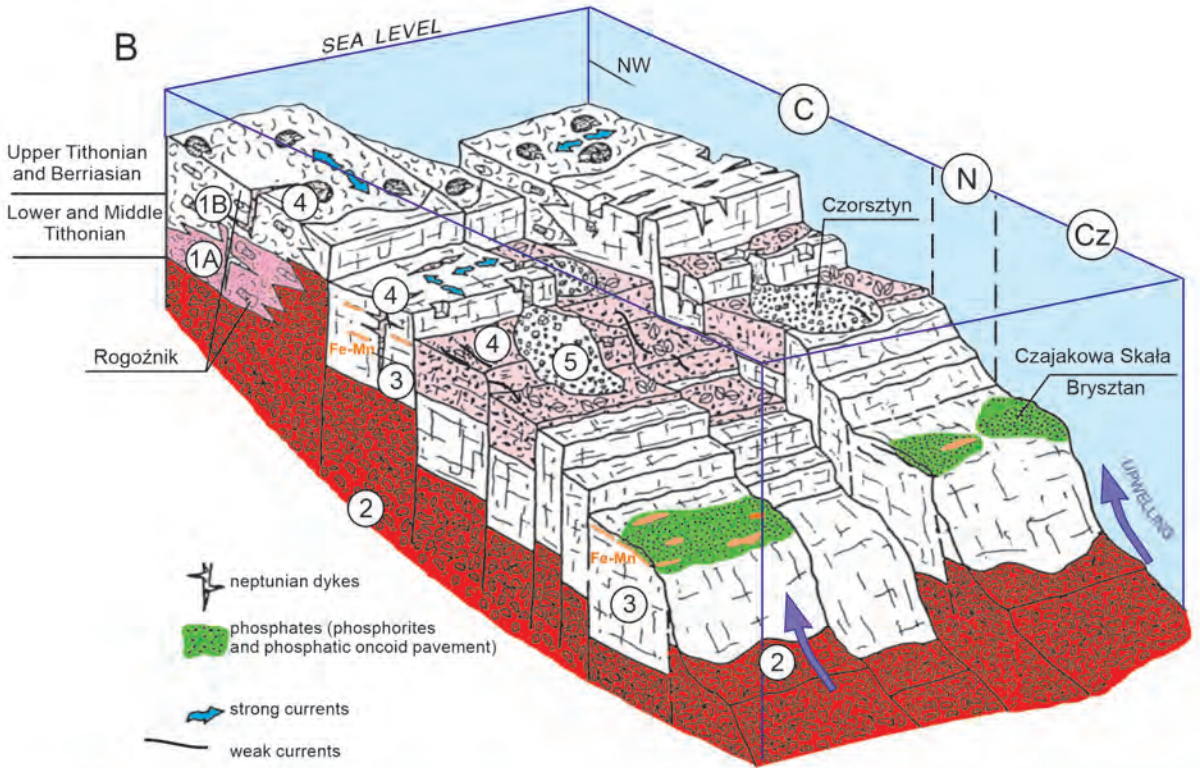 B
SEA LEVEL
NW
C
N
Cz
Upper Tithonian
and Berriasian
Lower and Middle
Tithonian
1B
4
1A
Rogoźnik
Czorsztyn
4
Fe-Mn
3
4
5
Czajakowa Skała
Brysztan
UPWELLING
2
Fe-Mn
3
2
neptunian dykes
phosphates (phosphorites
and phosphatic oncoid pavement)
strong currents
weak currents